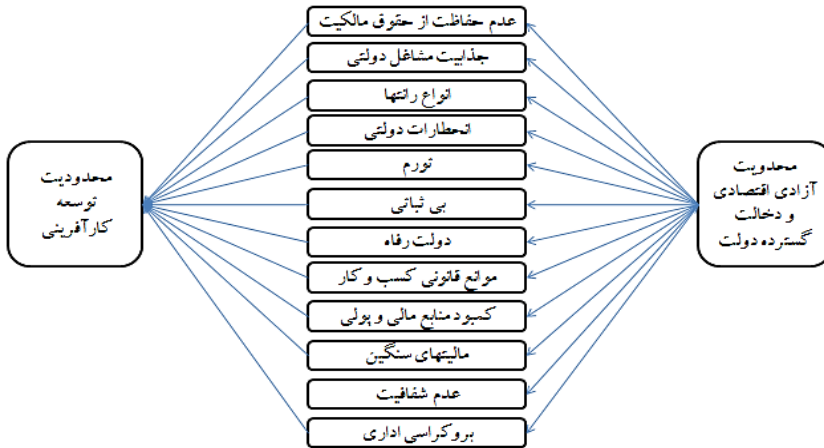 محدویت
آزادی اقتصادی
و دخالت
گسترده دولت
عدم حفاظت از حقوق مالکیت
جذابیت مشاغل دولتی
انواع رانتها
انحطارات دولتی
تورم
بی ثباتی
دولت رفاه
موانع قانونی کسب و کار
کمبود منابع مالی و پولی
مالیتهای سنگین
عدم شفافیت
بروکراسی اداری
محدودیت
توسعه
کارآفرینی